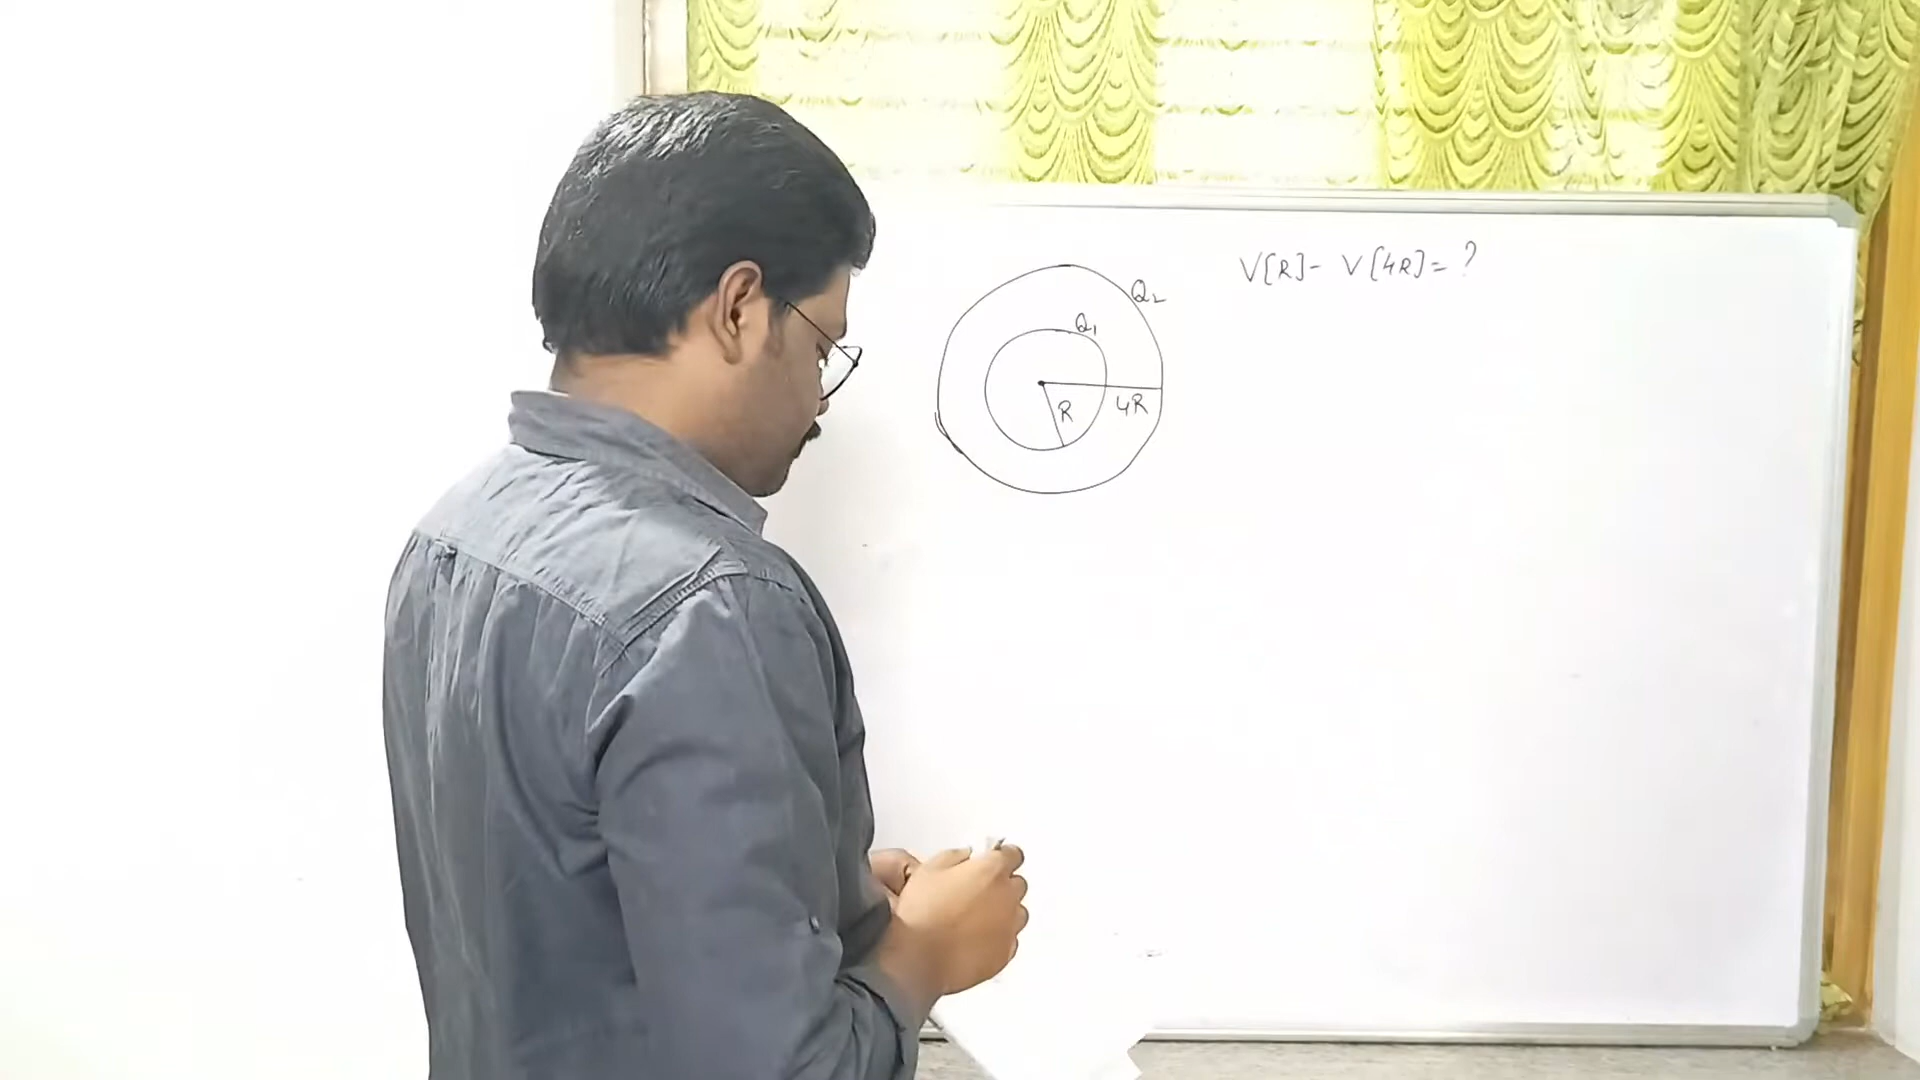 V[R]- V[4R]= ?
Q₂
Q₁
R
4R